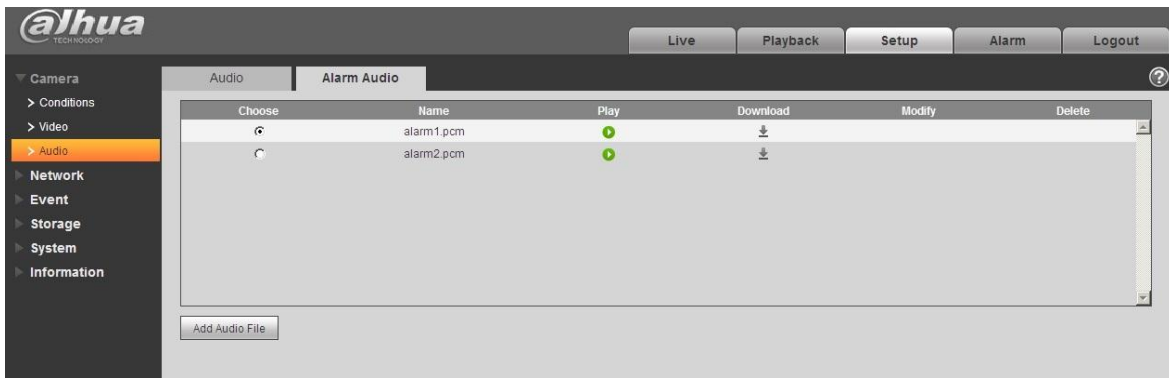 alhua
TECHNOLOGY
Live Playback Setup Alarm Logout
Camera
> Conditions
> Video
> Audio
Network
Event
Storage
System
Information
Audio Alarm Audio
?
Choose Name Play Download Modify Delete
alarm1.pcm
alarm2.pcm
Add Audio File